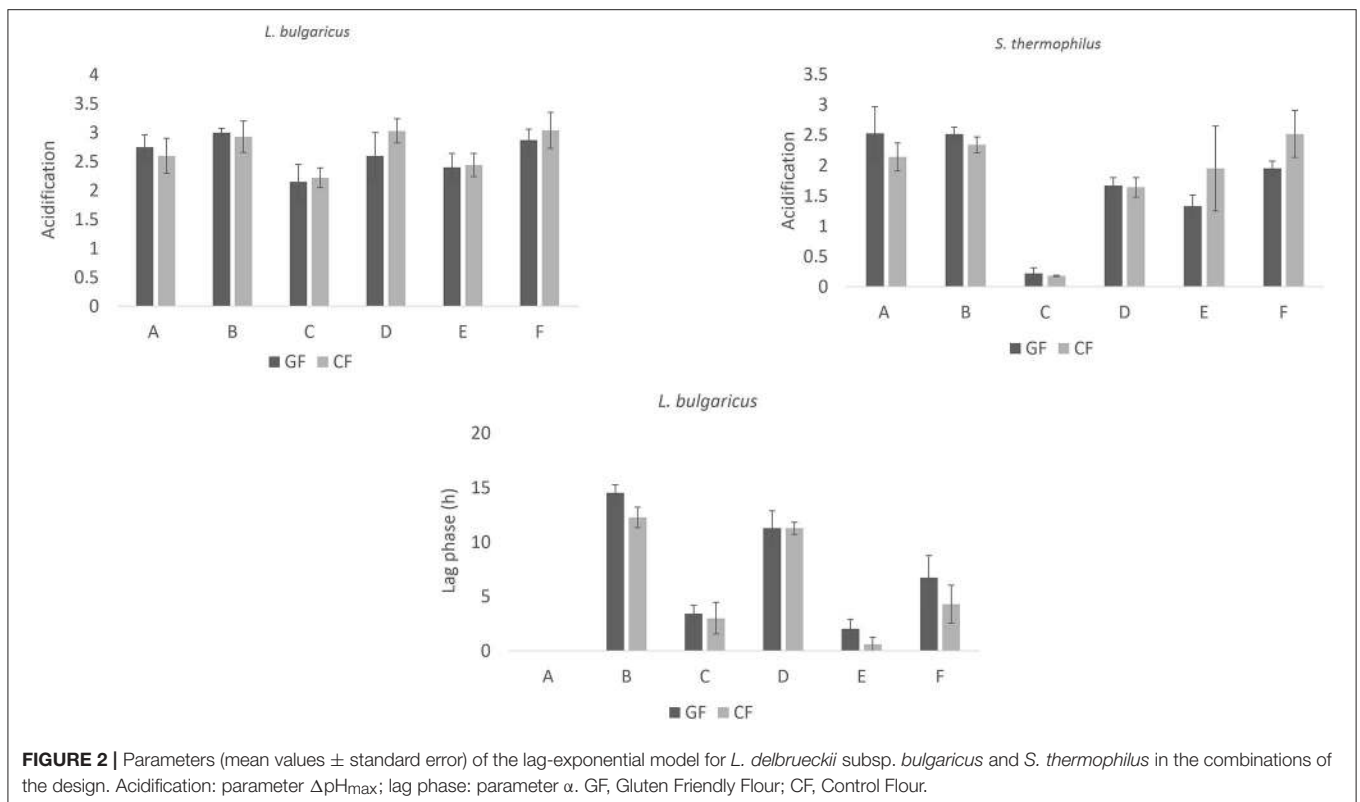 L. bulgaricus
Acidification
4
3.5
3
2.5
2
1.5
1
0.5
0
A B C D E F
GF CF
S. thermophilus
Acidification
3.5
3
2.5
2
1.5
1
0.5
0
A B C D E F
GF CF
L. bulgaricus
Lag phase (h)
20
15
10
5
0
A B C D E F
GF CF
FIGURE 2 | Parameters (mean values ± standard error) of the lag-exponential model for L. delbrueckii subsp. bulgaricus and S. thermophilus in the combinations of
the design. Acidification: parameter ΔpHmax; lag phase: parameter α. GF, Gluten Friendly Flour; CF, Control Flour.